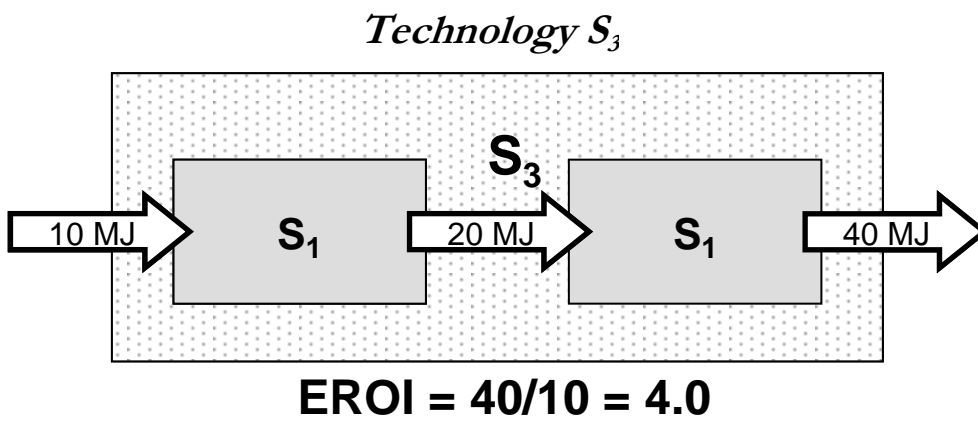 Technology S₃
S₃
10 MJ S₁ 20 MJ S₁ 40 MJ
EROI = 40/10 = 4.0